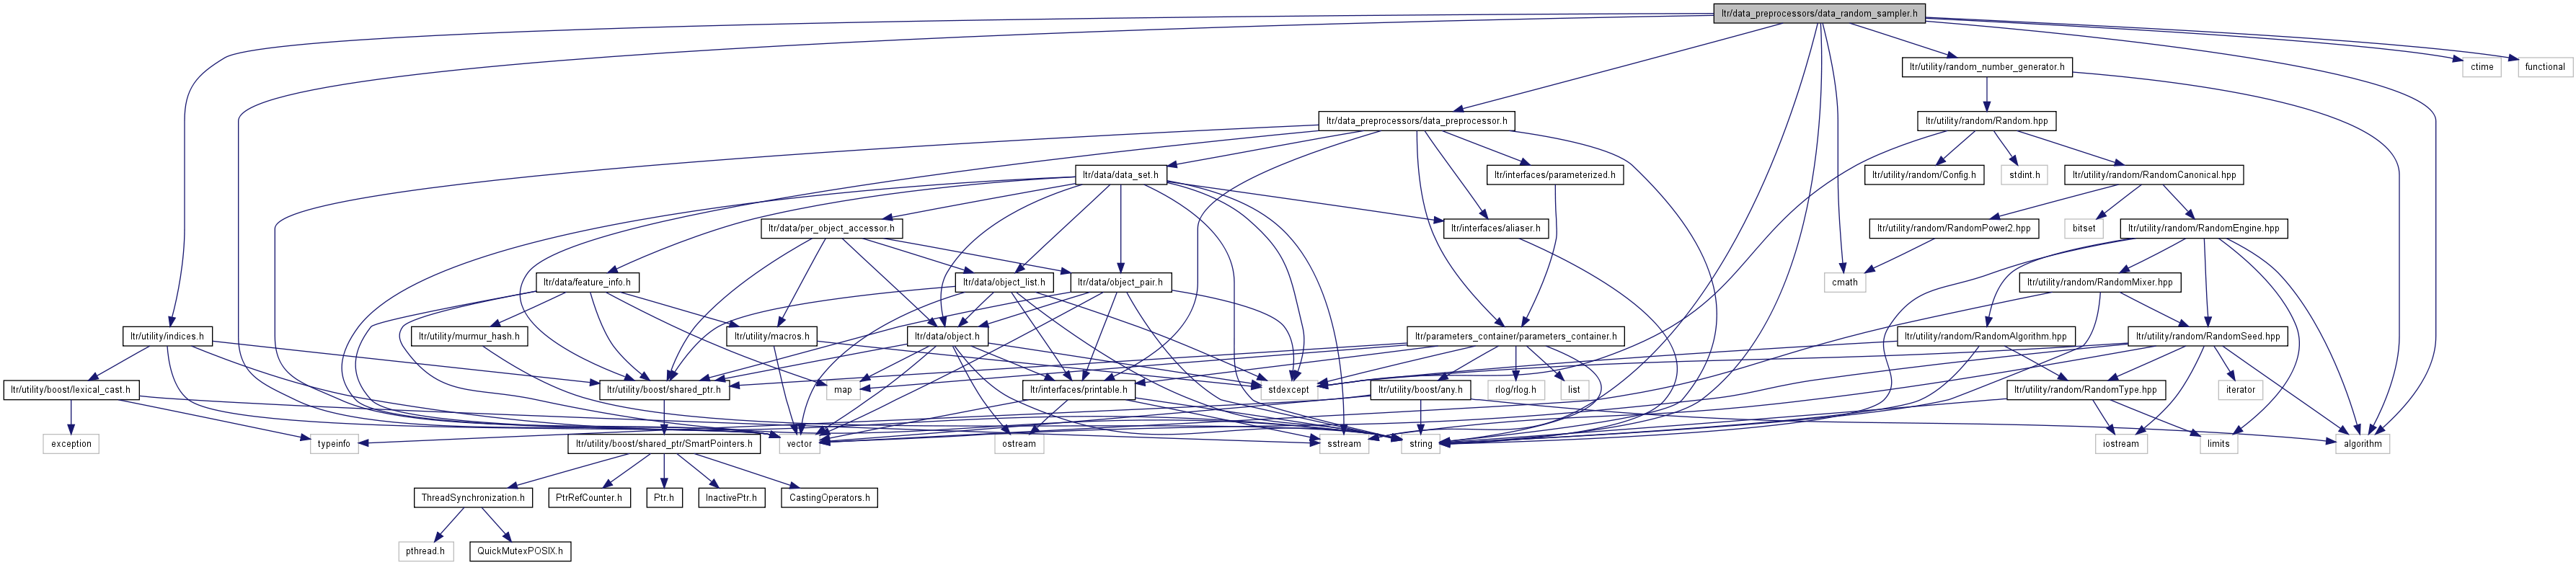 ltr/data_preprocessors/data_random_sampler.h
ltr/utility/random_number_generator.h
ctime
functional
ltr/data_preprocessors/data_preprocessor.h
ltr/utility/random/Random.hpp
ltr/data/data_set.h
ltr/interfaces/parameterized.h
ltr/utility/random/Config.h
stdint.h
ltr/utility/random/RandomCanonical.hpp
ltr/data/per_object_accessor.h
ltr/interfaces/aliaser.h
ltr/utility/random/RandomPower2.hpp
bitset
ltr/utility/random/RandomEngine.hpp
ltr/data/feature_info.h
ltr/data/object_list.h
ltr/data/object_pair.h
cmath
ltr/utility/random/RandomMixer.hpp
ltr/utility/indices.h
ltr/utility/murmur_hash.h
ltr/utility/macros.h
ltr/data/object.h
ltr/parameters_container/parameters_container.h
ltr/utility/random/RandomAlgorithm.hpp
ltr/utility/random/RandomSeed.hpp
ltr/utility/boost/lexical_cast.h
ltr/utility/boost/shared_ptr.h
map
ltr/interfaces/printable.h
stdexcept
ltr/utility/boost/any.h
rlog/rlog.h
list
ltr/utility/random/RandomType.hpp
iterator
exception
typeinfo
ltr/utility/boost/shared_ptr/SmartPointers.h
vector
ostream
sstream
string
iostream
limits
algorithm
ThreadSynchronization.h
PtrRefCounter.h
Ptr.h
InactivePtr.h
CastingOperators.h
pthread.h
QuickMutexPOSIX.h